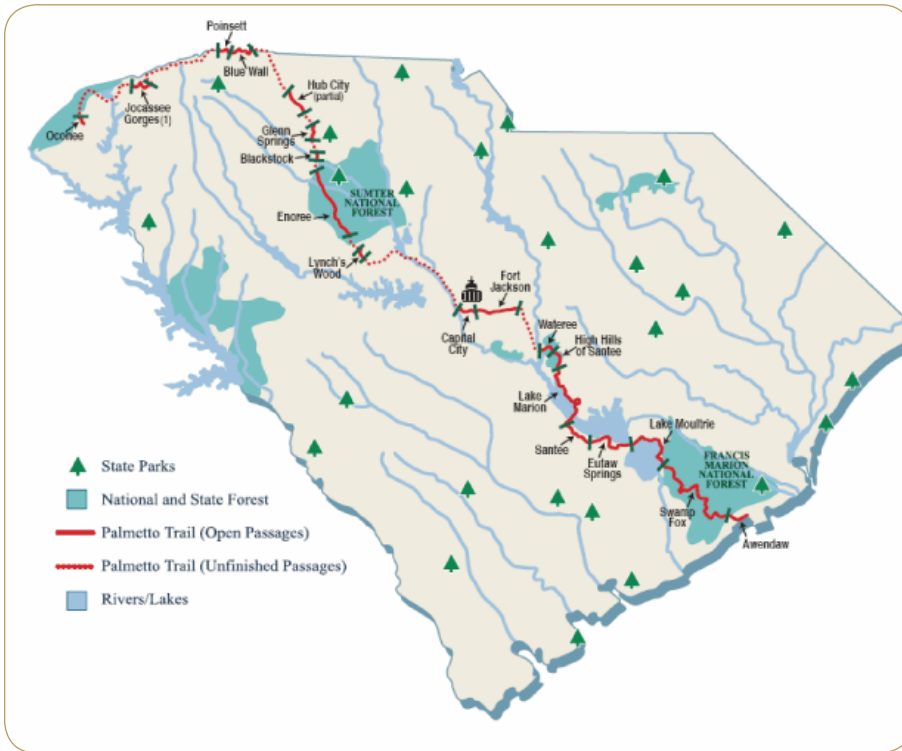 Poinsett
Blue Wall
Hub City
(partial)
Jocassee
Gorges(1)
Oconee
Glenn
Springs
Blackstock
SUMTER
NATIONAL
FOREST
Enoree
Lynch's
Wood
Fort
Jackson
Capital
City
Wateree
High Hills
of Santee
Lake
Marion
Lake Moultrie
Santee
Eutaw
Springs
FRANCIS
MARION
NATIONAL
FOREST
Swamp
Fox
Awendaw
State Parks
National and State Forest
Palmetto Trail (Open Passages)
Palmetto Trail (Unfinished Passages)
Rivers/Lakes